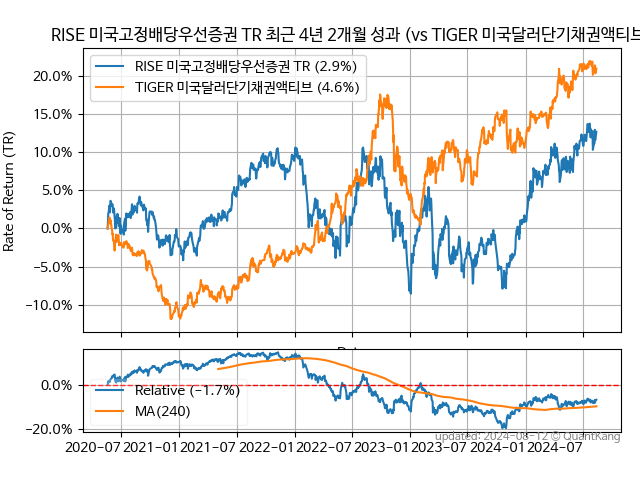 RISE 미국고정배당우선증권 TR 최근 4년 2개월 성과 (vs TIGER 미국달러단기채권액티브
RISE 미국고정배당우선증권 TR (2.9%)
TIGER 미국달러단기채권액티브 (4.6%)
Rate of Return (TR)
20.0%
15.0%
10.0%
5.0%
0.0%
−5.0%
−10.0%
0.0%
−20.0%
Relative (−1.7%)
MA(240)
updated: 2024-08-12 © QuantKang
2020-07 2021-01 2021-07 2022-01 2022-07 2023-01 2023-07 2024-01 2024-07